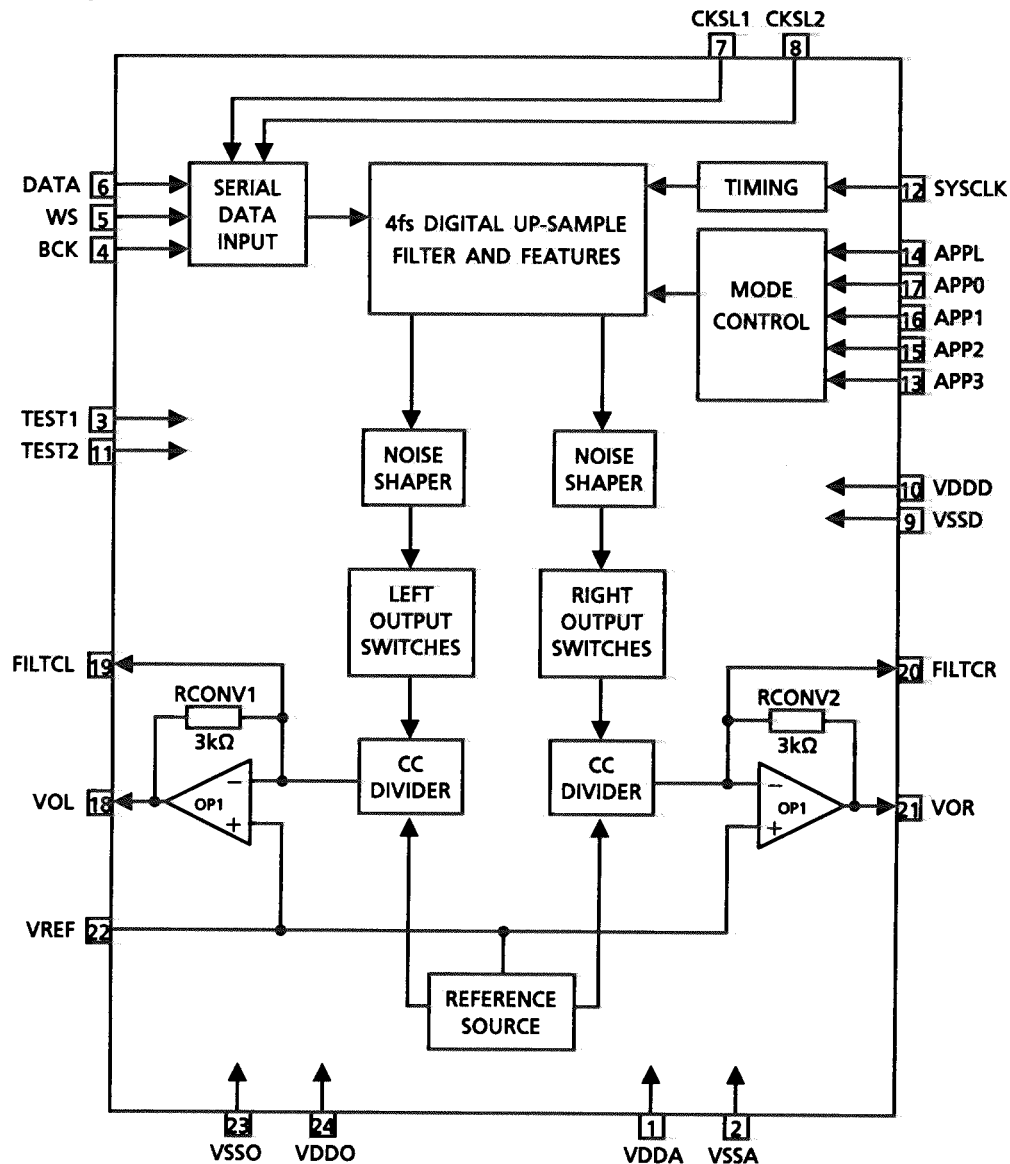 CKSL1 CKSL2
7 8
DATA 6
WS 5
BCK 4
SERIAL
DATA
INPUT
4fs DIGITAL UP-SAMPLE
FILTER AND FEATURES
TIMING
12 SYSCLK
MODE
CONTROL
14 APPL
17 APP0
16 APP1
15 APP2
13 APP3
TEST1 3
TEST2 11
NOISE
SHAPER
NOISE
SHAPER
10 VDDD
9 VSSD
LEFT
OUTPUT
SWITCHES
RIGHT
OUTPUT
SWITCHES
FILTCL 19
20 FILTCR
RCONV1
3kΩ
RCONV2
3kΩ
CC
DIVIDER
CC
DIVIDER
VOL 18
OP1
−
+
OP1
−
+
21 VOR
VREF 22
REFERENCE
SOURCE
23 24 1 2
VSSO VDDO VDDA VSSA